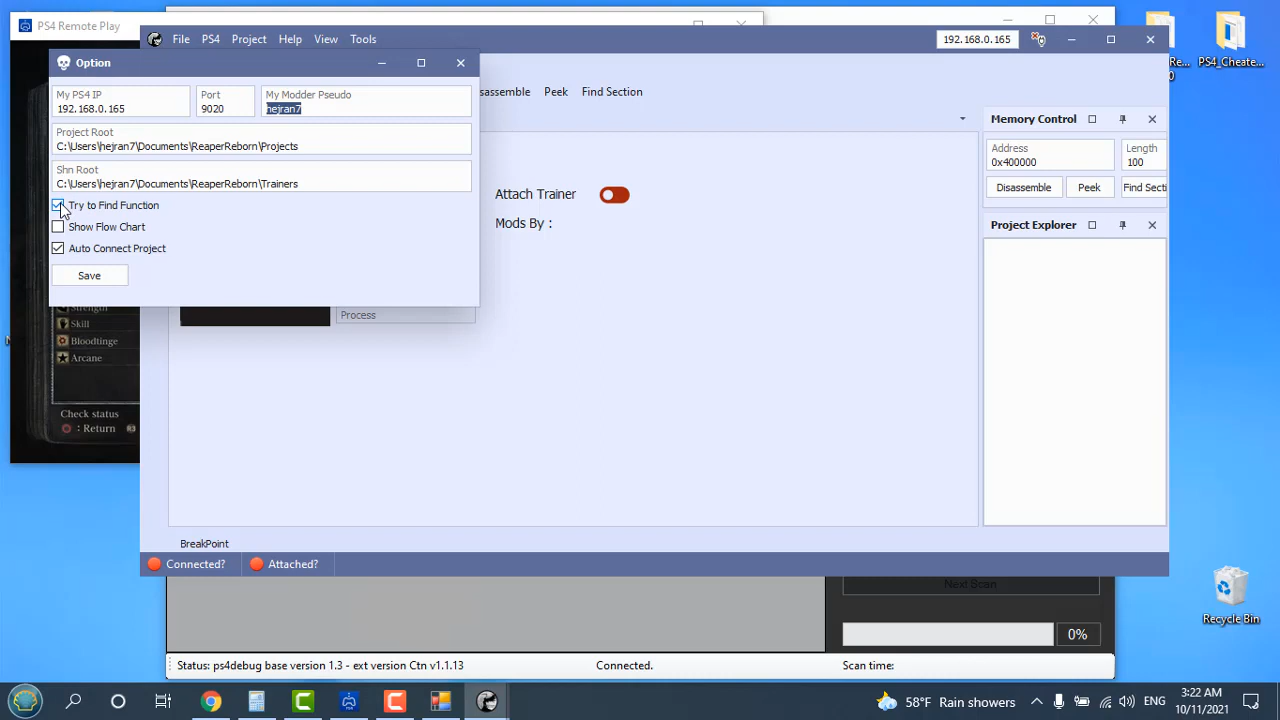 PS4 Remote Play
File PS4 Project Help View Tools
192.168.0.165
Option
My PS4 IP
192.168.0.165
Port
9020
My Modder Pseudo
hejran7
Project Root
C:\Users\hejran7\Documents\ReaperReborn\Projects
Shn Root
C:\Users\hejran7\Documents\ReaperReborn\Trainers
Try to Find Function
Show Flow Chart
Auto Connect Project
Save
sassemble Peek Find Section
Attach Trainer
Mods By :
Process
Memory Control
Address
0x400000
Length
100
Disassemble Peek Find Secti
Project Explorer
Skill
Bloodtinge
Arcane
Check status
: Return
BreakPoint
Connected? Attached?
Next Scan
0%
Status: ps4debug base version 1.3 - ext version Ctn v1.1.13 Connected. Scan time:
PS4_Cheate...
Recycle Bin
58°F Rain showers
ENG
3:22 AM
10/11/2021